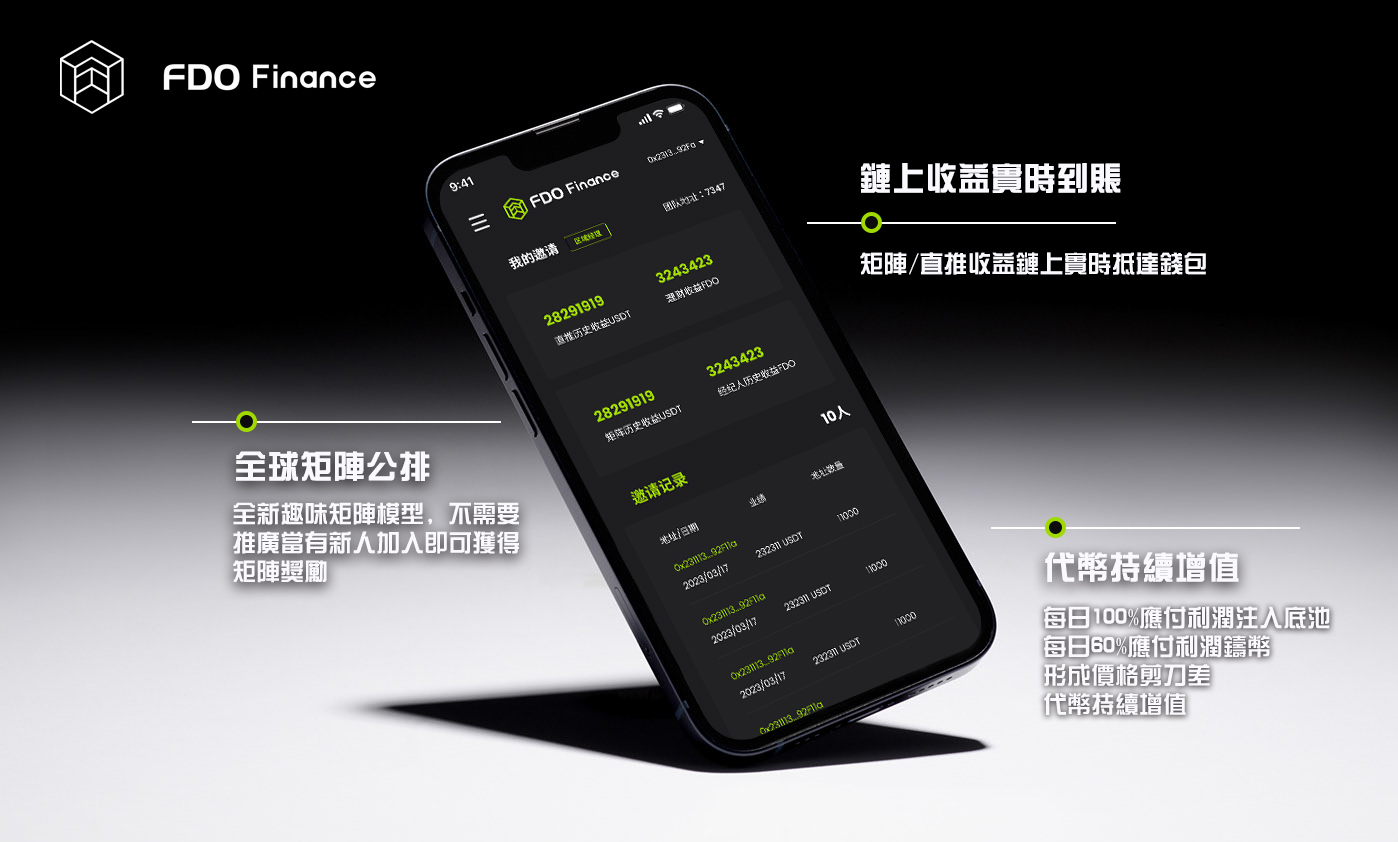 FDO Finance
鏈上收益實時到賬
矩陣/直推收益鏈上實時抵達錢包
全球矩陣公排
全新趣味矩陣模型，不需要
推廣當有新人加入即可獲得
矩陣獎勵
代幣持續增值
每日100%應付利潤注入底池
每日60%應付利潤鑄幣
形成價格剪刀差
代幣持續增值
9:41
0x2313...92Fa
FDO Finance
团队地址：7347
我的邀请
区域经理
28291919
直推历史收益USDT
3243423
理财收益FDO
28291919
矩阵历史收益USDT
3243423
经纪人历史收益FDO
10人
邀请记录
地址/日期
业绩
地址数量
0x231113...92F11a
2023/03/17
232311 USDT
11000
0x231113...92F11a
2023/03/17
232311 USDT
11000
0x231113...92F11a
2023/03/17
232311 USDT
11000
0x231113...92F11a